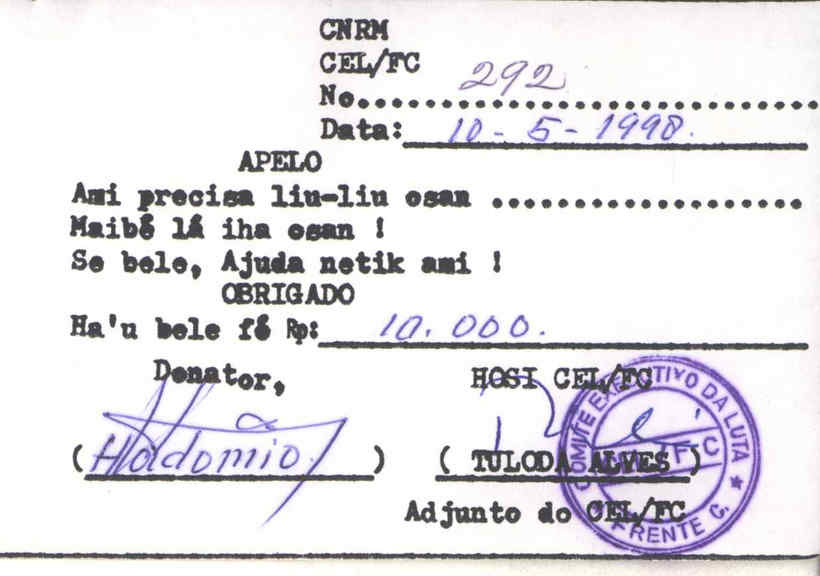 CNRM
CEL/FC
No. 292
Data: 10-5-1998.
APELO
Ami precisa liu-liu osan ...................
Maibé lá iha osan !
Se bele, Ajuda netik ami !
OBRIGADO
Ha'u bele fó Rp: 10.000.
Donator, HOSI CEL/FC
(Hadomio) ( TULODA ALVES )
Adjunto do CEL/FC
COMITE EXECUTIVO DA LUTA ★ FRENTE C.